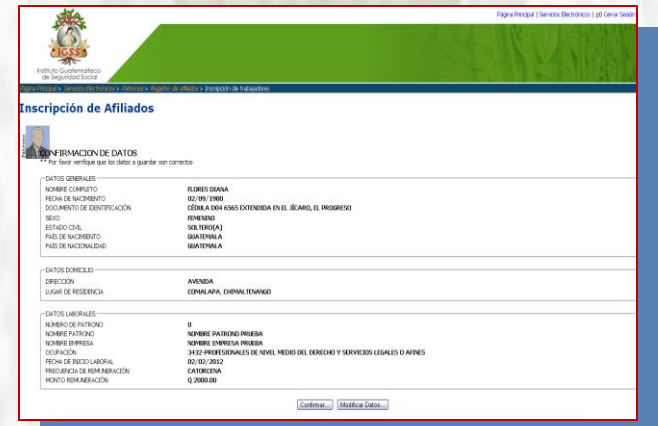 Página Principal | Servicios Electrónicos | p0 Cerrar Sesión
IGSS
Instituto Guatemalteco
de Seguridad Social
Página Principal > Servicios Electrónicos > Patronos > Registro de afiliados > Inscripción de trabajadores
Inscripción de Afiliados
CONFIRMACION DE DATOS
** Por favor verifique que los datos a guardar son correctos
DATOS GENERALES
NOMBRE COMPLETO FLORES DIANA
FECHA DE NACIMIENTO 02/09/1980
DOCUMENTO DE IDENTIFICACIÓN CÉDULA D04 6565 EXTENDIDA EN EL JÍCARO, EL PROGRESO
SEXO FEMENINO
ESTADO CIVIL SOLTERO(A)
PAÍS DE NACIMIENTO GUATEMALA
PAÍS DE NACIONALIDAD GUATEMALA
DATOS DOMICILIO
DIRECCIÓN AVENIDA
LUGAR DE RESIDENCIA COMALAPA, CHIMALTENANGO
DATOS LABORALES
NÚMERO DE PATRONO 0
NOMBRE PATRONO NOMBRE PATRONO PRUEBA
NOMBRE EMPRESA NOMBRE EMPRESA PRUEBA
OCUPACIÓN 3432-PROFESIONALES DE NIVEL MEDIO DEL DERECHO Y SERVICIOS LEGALES O AFINES
FECHA DE INICIO LABORAL 02/02/2012
FRECUENCIA DE REMUNERACIÓN CATORCENA
MONTO REMUNERACIÓN Q 2000.00
Confirmar... Modificar Datos...